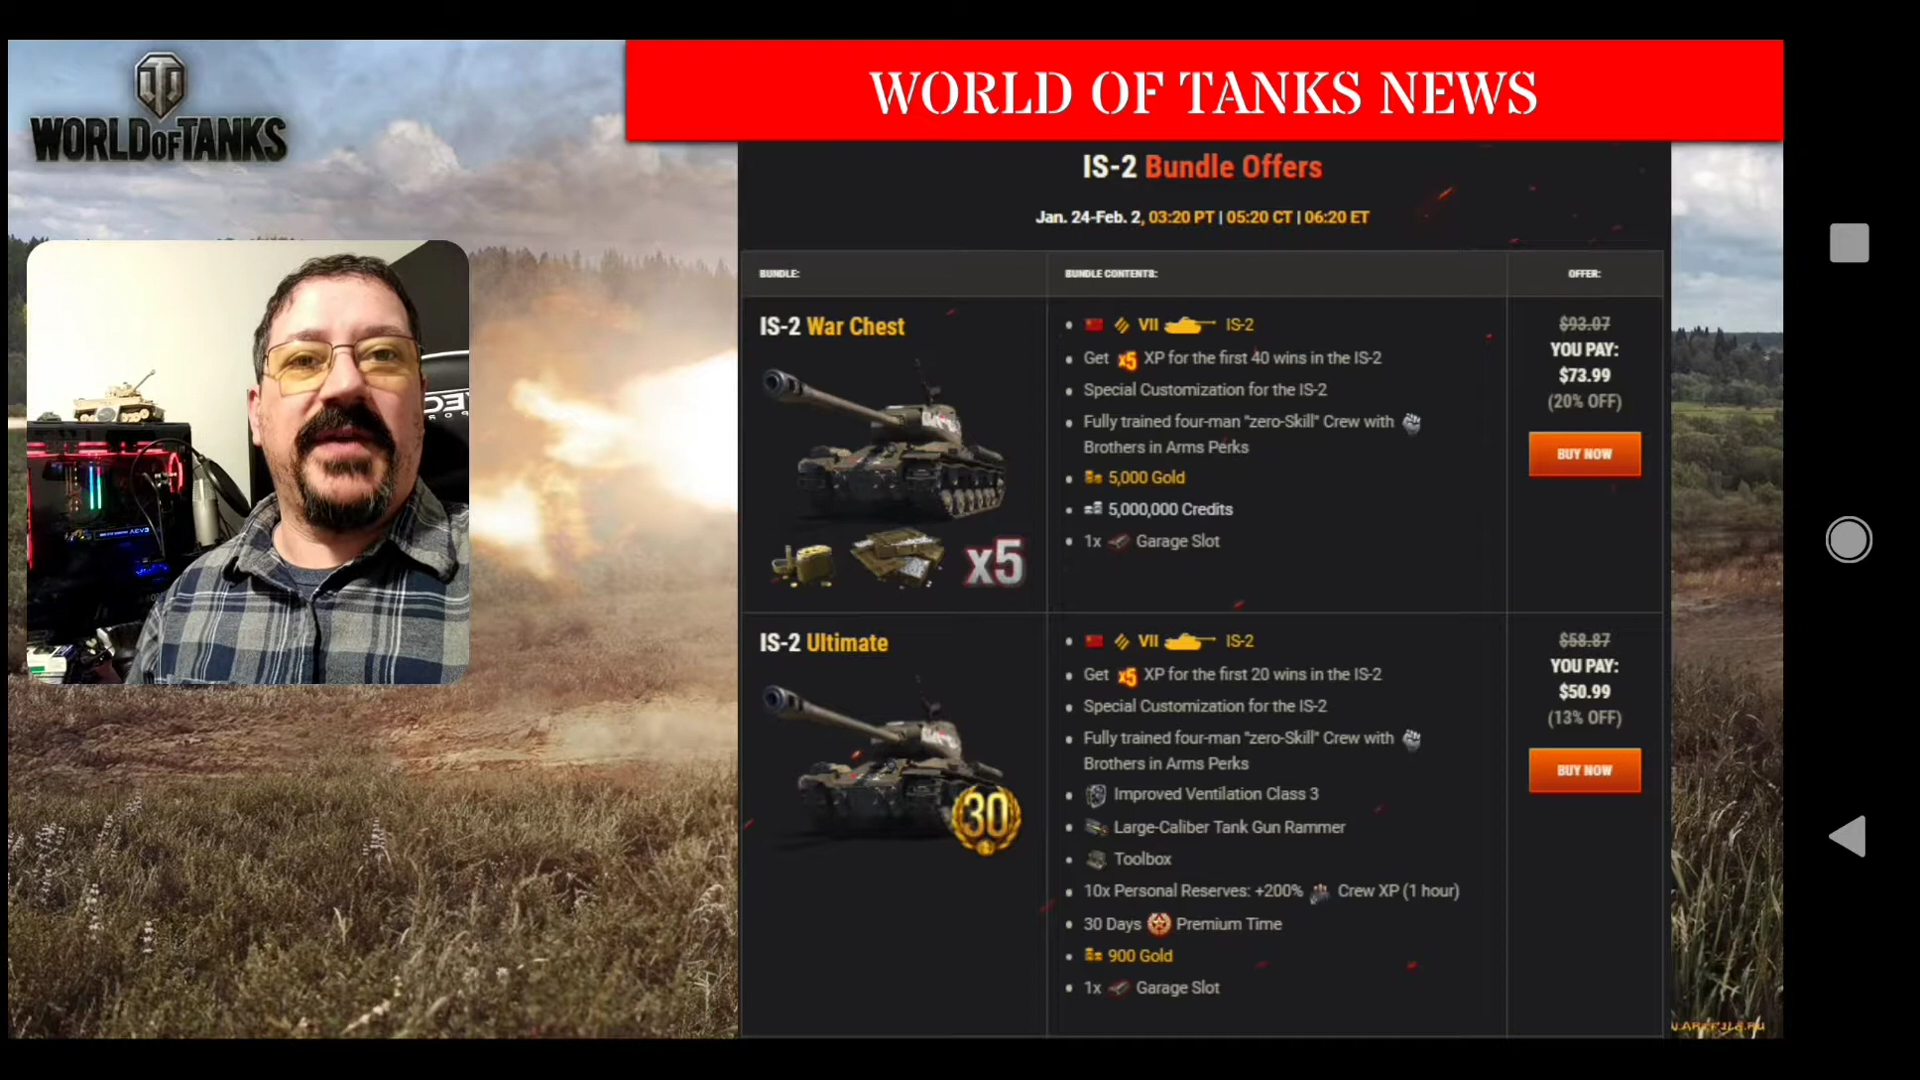 WORLD OF TANKS
WORLD OF TANKS NEWS
IS-2 Bundle Offers
Jan. 24-Feb. 2, 03:20 PT | 05:20 CT | 06:20 ET
BUNDLE:
BUNDLE CONTENTS:
OFFER:
IS-2 War Chest
VII IS-2
Get x5 XP for the first 40 wins in the IS-2
Special Customization for the IS-2
Fully trained four-man "zero-Skill" Crew with
Brothers in Arms Perks
5,000 Gold
5,000,000 Credits
1x Garage Slot
x5
$93.07
YOU PAY:
$73.99
(20% OFF)
BUY NOW
IS-2 Ultimate
30
VII IS-2
Get x5 XP for the first 20 wins in the IS-2
Special Customization for the IS-2
Fully trained four-man "zero-Skill" Crew with
Brothers in Arms Perks
Improved Ventilation Class 3
Large-Caliber Tank Gun Rammer
Toolbox
10x Personal Reserves: +200% Crew XP (1 hour)
30 Days Premium Time
900 Gold
1x Garage Slot
$58.87
YOU PAY:
$50.99
(13% OFF)
BUY NOW